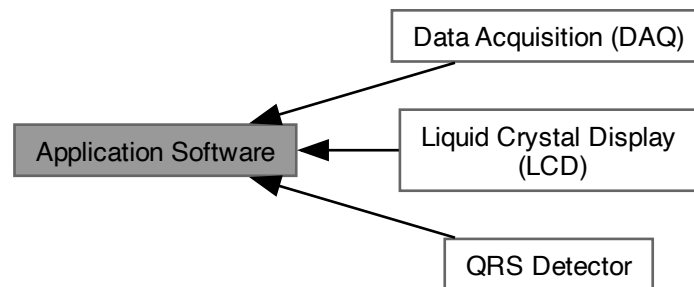 Data Acquisition (DAQ)
Application Software
Liquid Crystal Display
(LCD)
QRS Detector